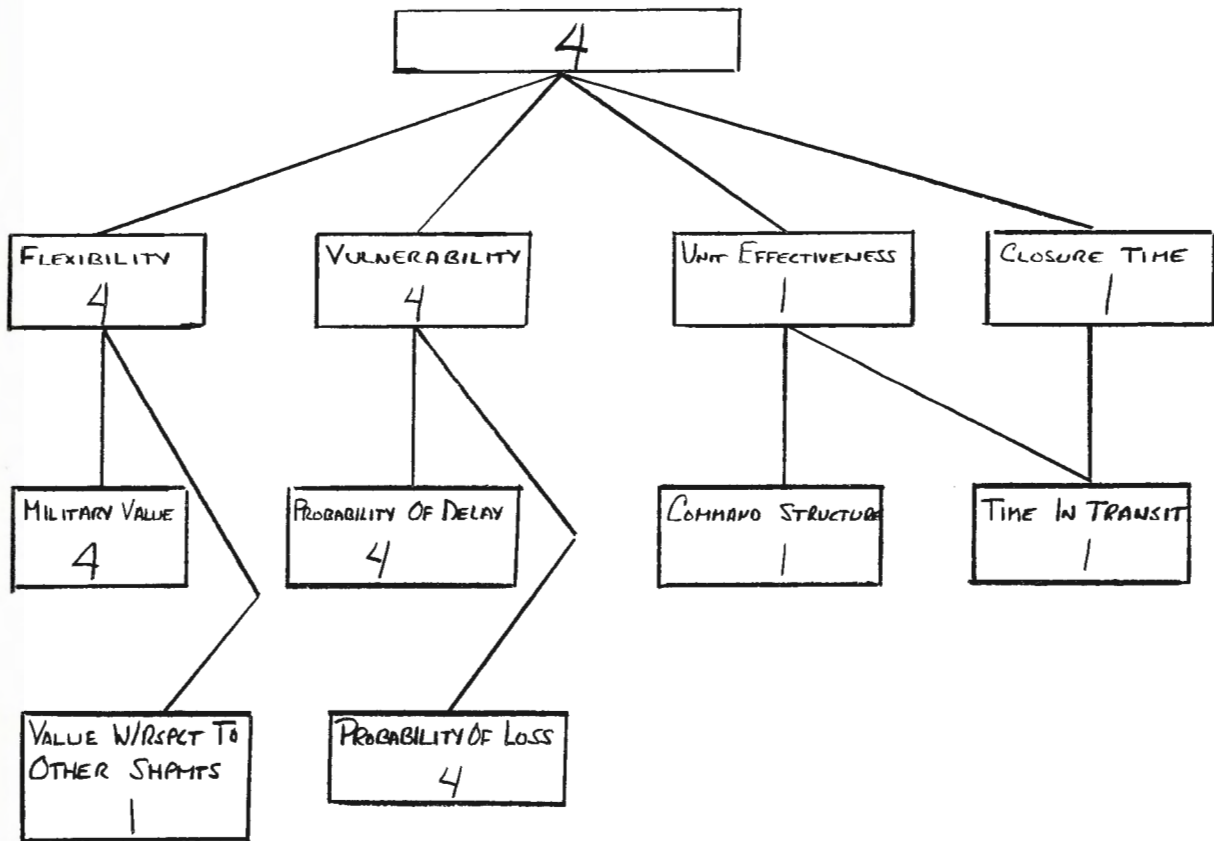 4
FLEXIBILITY
4
VULNERABILITY
4
UNIT EFFECTIVENESS
1
CLOSURE TIME
1
MILITARY VALUE
4
PROBABILITY OF DELAY
4
COMMAND STRUCTURE
1
TIME IN TRANSIT
1
VALUE W/RSPCT TO
OTHER SHPMTS
1
PROBABILITY OF LOSS
4